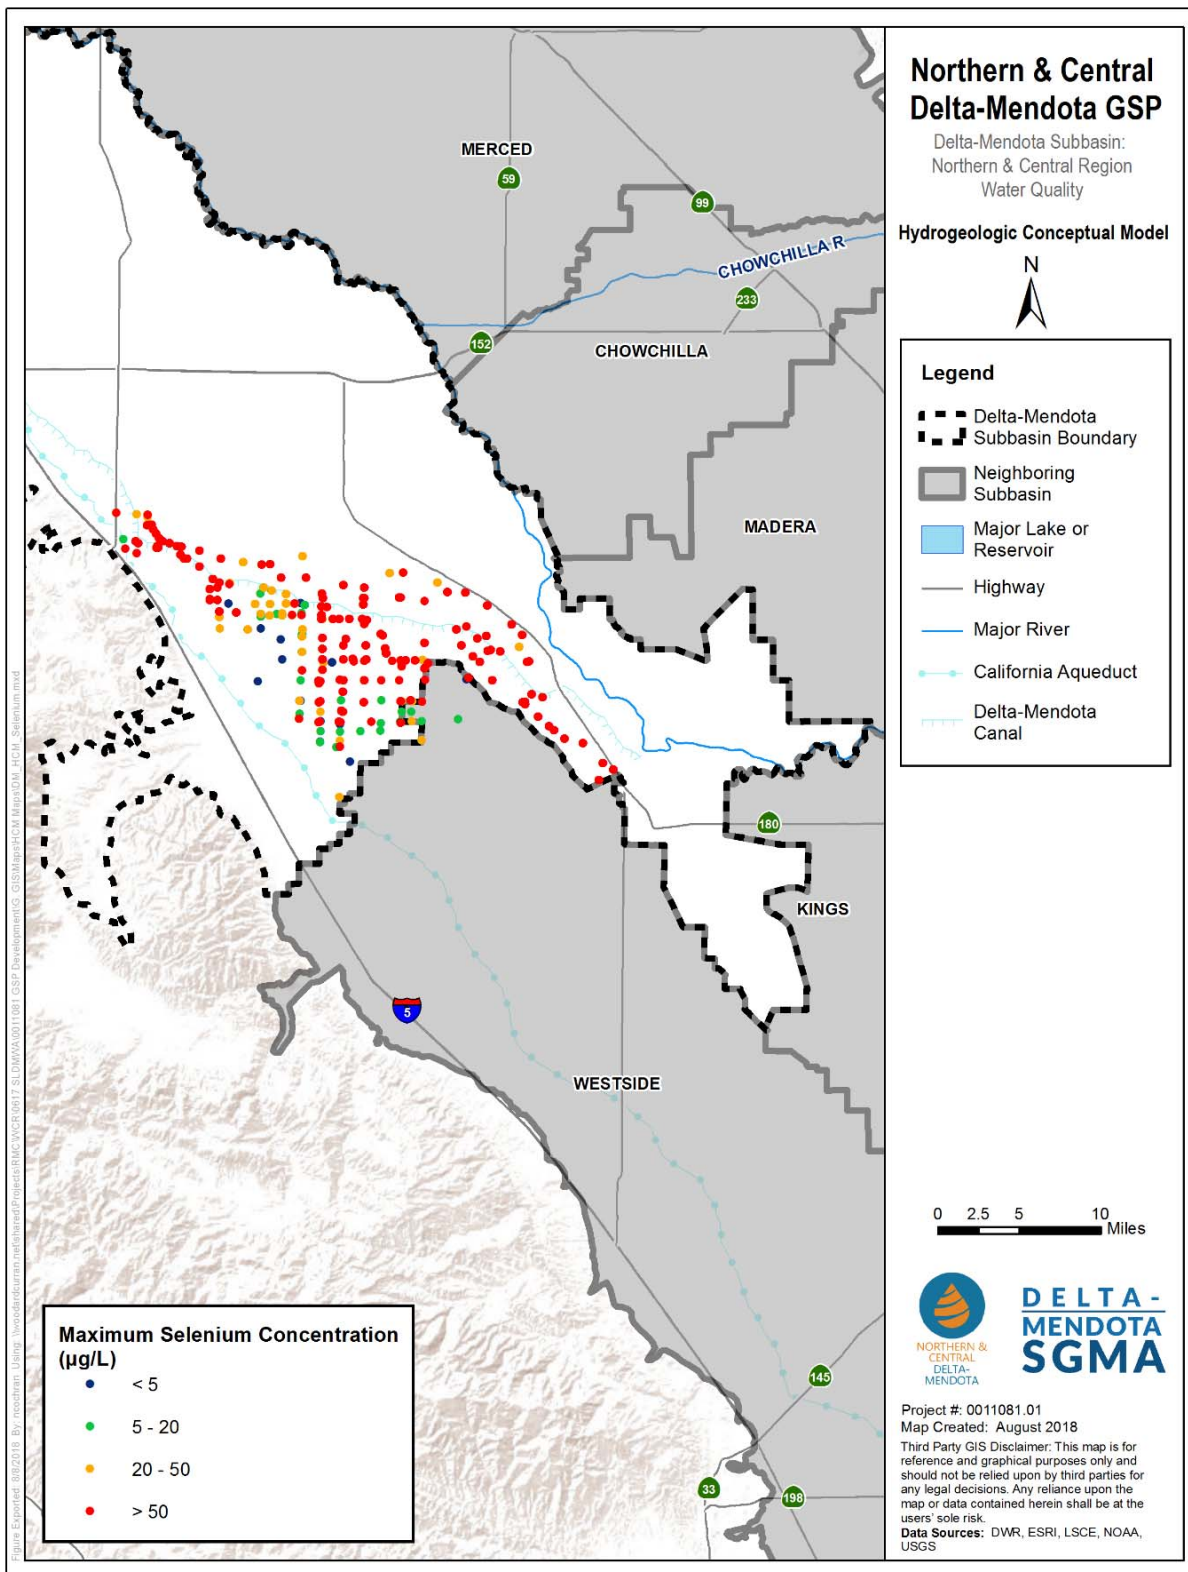 Northern & Central
Delta-Mendota GSP
Delta-Mendota Subbasin:
Northern & Central Region
Water Quality
Hydrogeologic Conceptual Model
N
Legend
Delta-Mendota
Subbasin Boundary
Neighboring
Subbasin
Major Lake or
Reservoir
Highway
Major River
California Aqueduct
Delta-Mendota
Canal
MERCED
59
99
CHOWCHILLA R
233
152
CHOWCHILLA
MADERA
180
KINGS
5
WESTSIDE
145
33
198
0 2.5 5 10
Miles
Maximum Selenium Concentration
(µg/L)
< 5
5 - 20
20 - 50
> 50
NORTHERN &
CENTRAL
DELTA-
MENDOTA
DELTA-
MENDOTA
SGMA
Project #: 0011081.01
Map Created: August 2018
Third Party GIS Disclaimer: This map is for
reference and graphical purposes only and
should not be relied upon by third parties for
any legal decisions. Any reliance upon the
map or data contained herein shall be at the
users' sole risk.
Data Sources: DWR, ESRI, LSCE, NOAA,
USGS